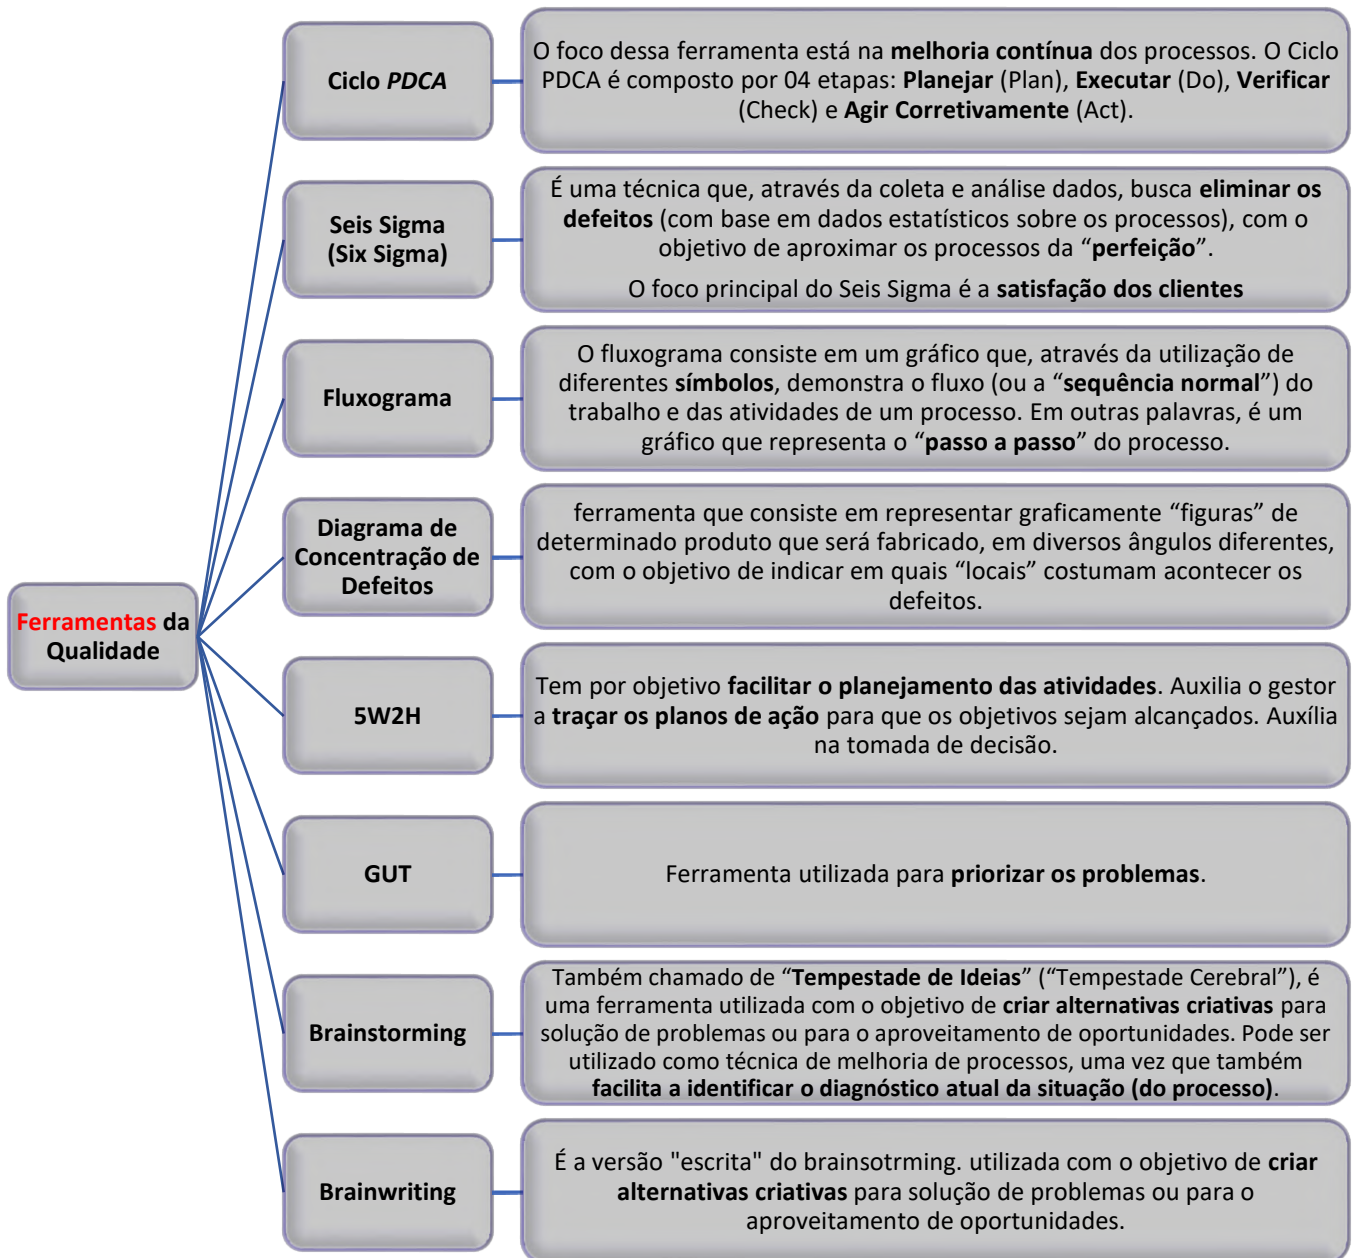 Ciclo PDCA
O foco dessa ferramenta está na melhoria contínua dos processos. O Ciclo
PDCA é composto por 04 etapas: Planejar (Plan), Executar (Do), Verificar
(Check) e Agir Corretivamente (Act).
Seis Sigma
(Six Sigma)
É uma técnica que, através da coleta e análise dados, busca eliminar os
defeitos (com base em dados estatísticos sobre os processos), com o
objetivo de aproximar os processos da “perfeição”.
O foco principal do Seis Sigma é a satisfação dos clientes
Fluxograma
O fluxograma consiste em um gráfico que, através da utilização de
diferentes símbolos, demonstra o fluxo (ou a “sequência normal”) do
trabalho e das atividades de um processo. Em outras palavras, é um
gráfico que representa o “passo a passo” do processo.
Diagrama de
Concentração de
Defeitos
ferramenta que consiste em representar graficamente “figuras” de
determinado produto que será fabricado, em diversos ângulos diferentes,
com o objetivo de indicar em quais “locais” costumam acontecer os
defeitos.
Ferramentas da
Qualidade
5W2H
Tem por objetivo facilitar o planejamento das atividades. Auxilia o gestor
a traçar os planos de ação para que os objetivos sejam alcançados. Auxília
na tomada de decisão.
GUT
Ferramenta utilizada para priorizar os problemas.
Brainstorming
Também chamado de “Tempestade de Ideias” (“Tempestade Cerebral”), é
uma ferramenta utilizada com o objetivo de criar alternativas criativas para
solução de problemas ou para o aproveitamento de oportunidades. Pode ser
utilizado como técnica de melhoria de processos, uma vez que também
facilita a identificar o diagnóstico atual da situação (do processo).
Brainwriting
É a versão "escrita" do brainsotrming. utilizada com o objetivo de criar
alternativas criativas para solução de problemas ou para o
aproveitamento de oportunidades.